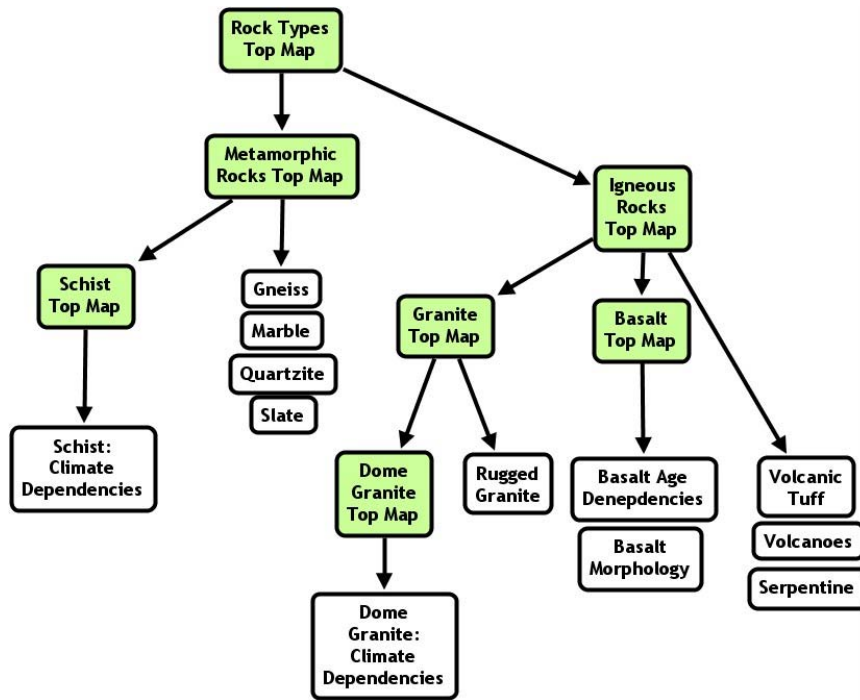 Rock Types
Top Map
Metamorphic
Rocks Top Map
Igneous
Rocks
Top Map
Schist
Top Map
Gneiss
Marble
Quartzite
Slate
Granite
Top Map
Basalt
Top Map
Schist:
Climate
Dependencies
Dome
Granite
Top Map
Rugged
Granite
Basalt Age
Denepdencies
Basalt
Morphology
Volcanic
Tuff
Volcanoes
Serpentine
Dome
Granite:
Climate
Dependencies